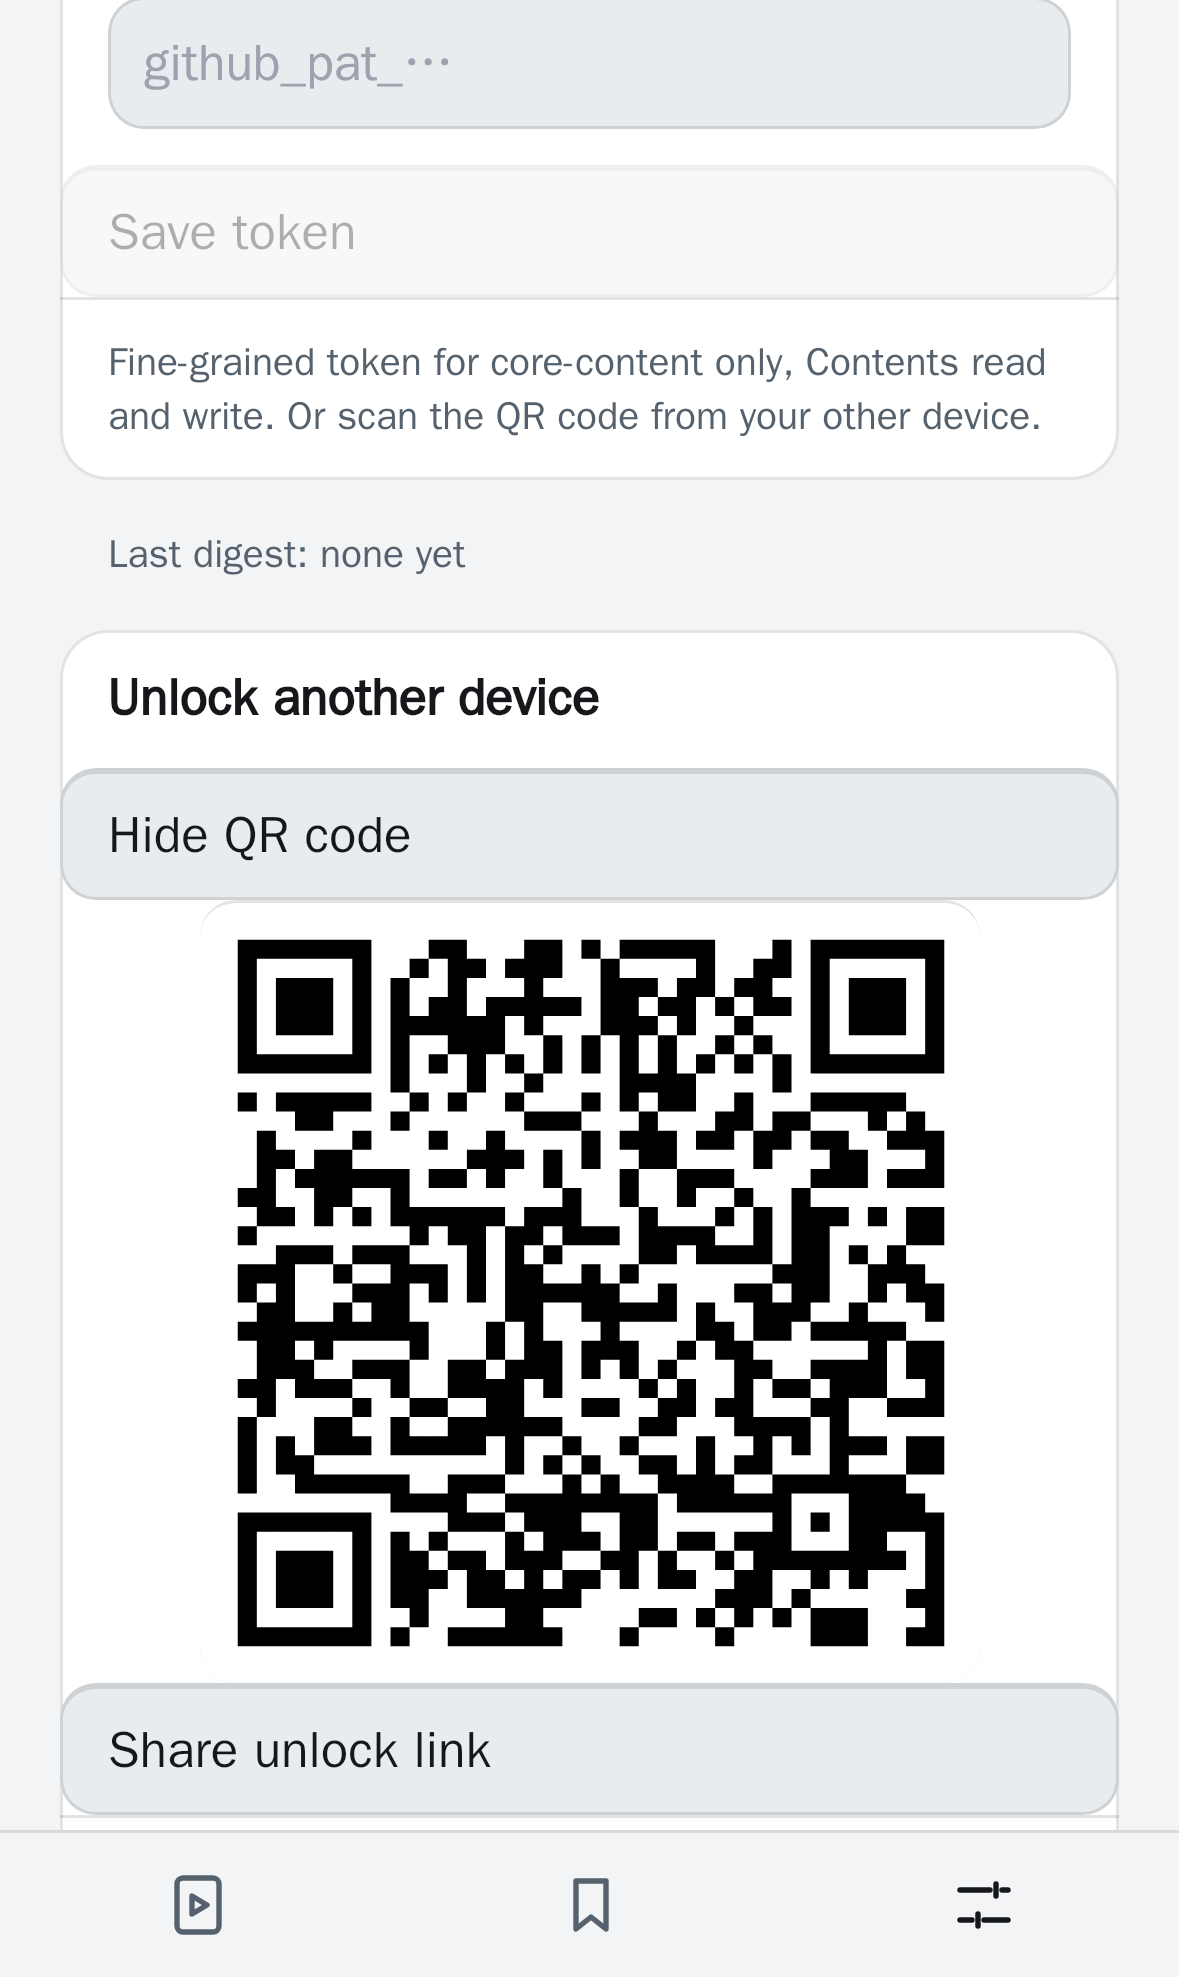 github_pat_…
Save token
Fine-grained token for core-content only, Contents read
and write. Or scan the QR code from your other device.
Last digest: none yet
Unlock another device
Hide QR code
Share unlock link